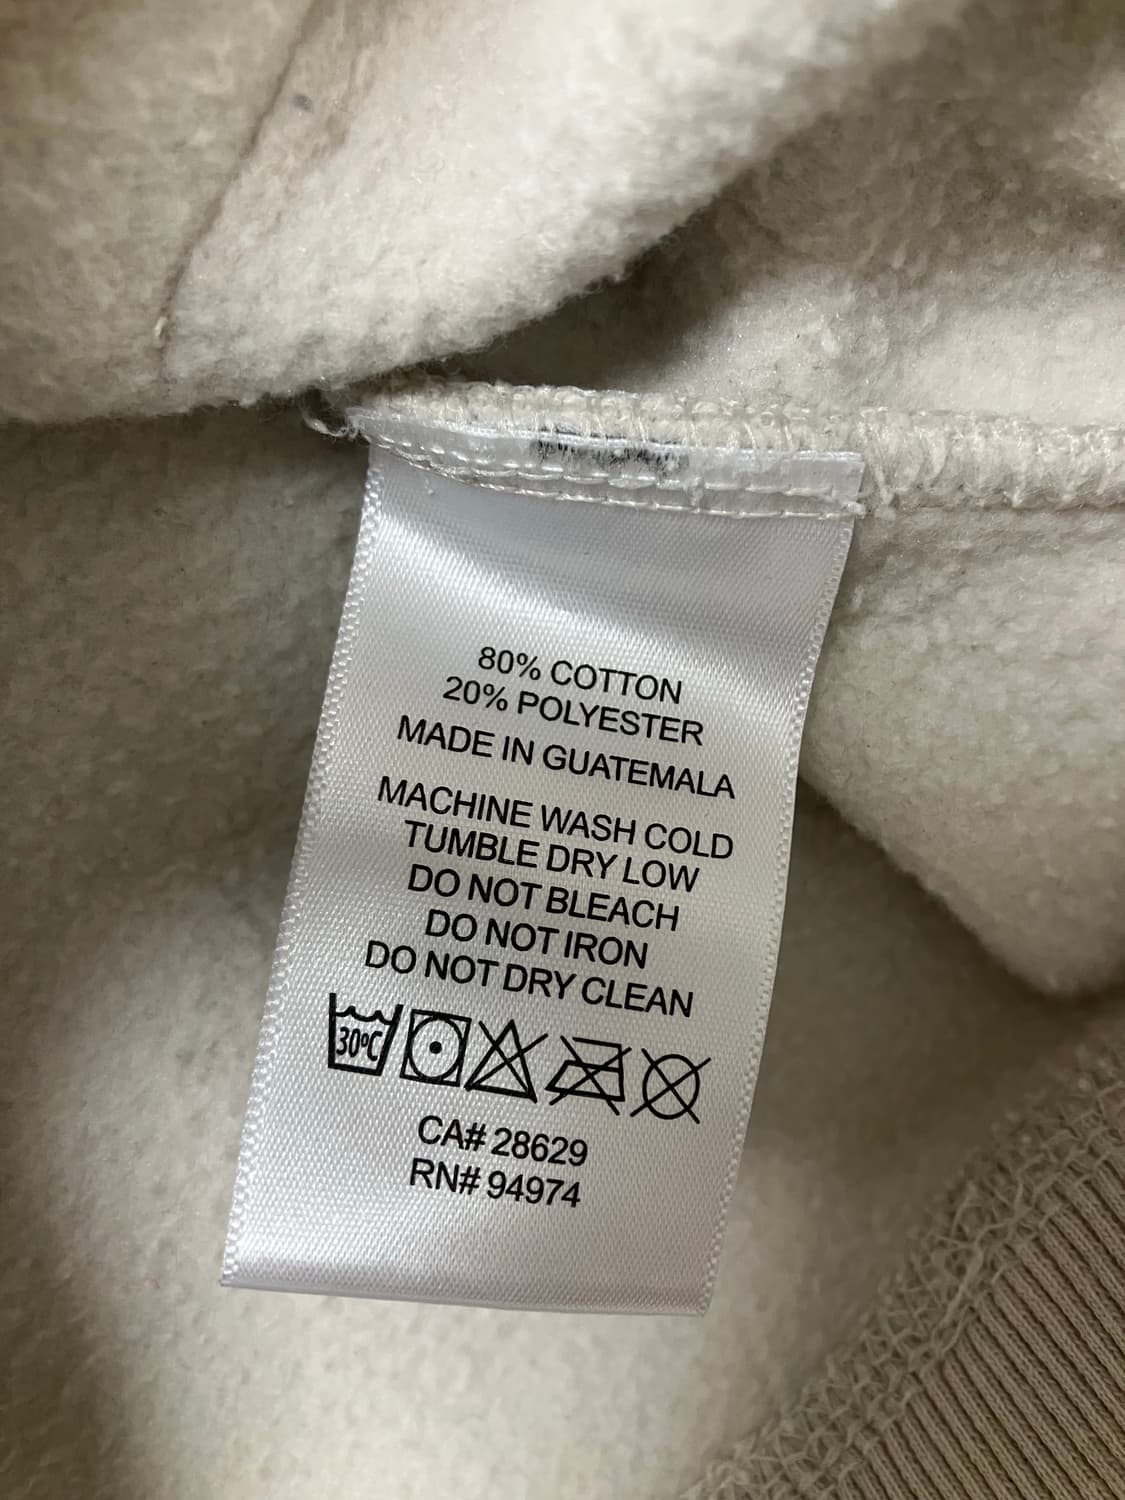 80% COTTON
20% POLYESTER
MADE IN GUATEMALA
MACHINE WASH COLD
TUMBLE DRY LOW
DO NOT BLEACH
DO NOT IRON
DO NOT DRY CLEAN
30ºC
CA# 28629
RN# 94974